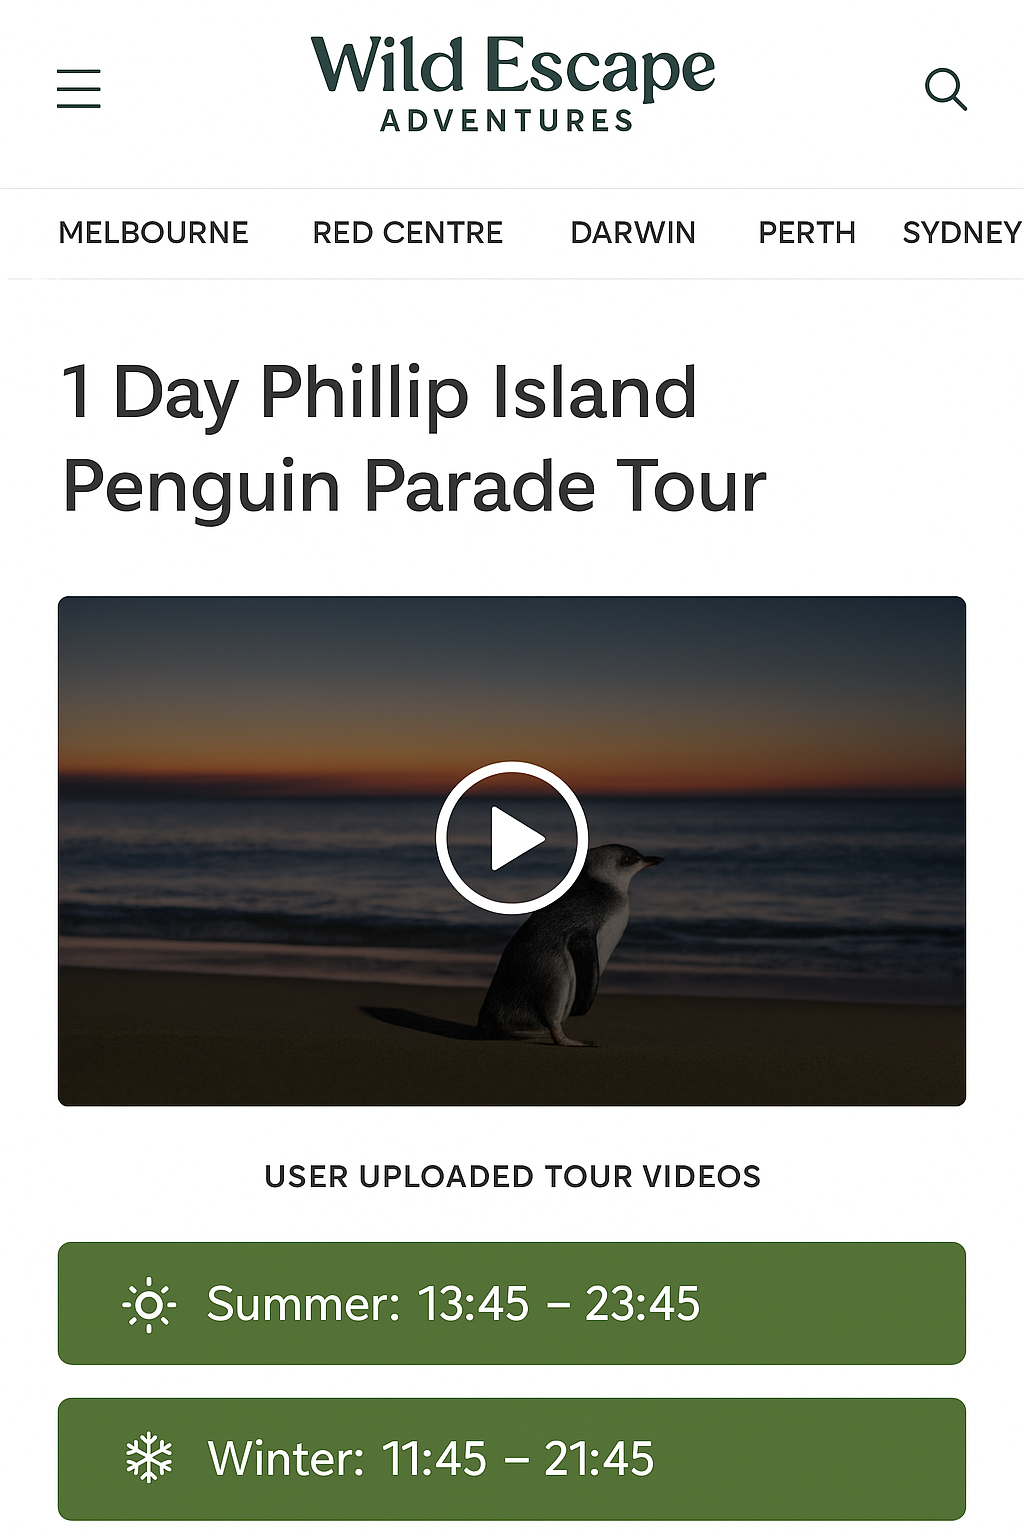 Wild Escape
ADVENTURES
MELBOURNE RED CENTRE DARWIN PERTH SYDNEY
1 Day Phillip Island
Penguin Parade Tour
USER UPLOADED TOUR VIDEOS
Summer: 13:45 – 23:45
Winter: 11:45 – 21:45